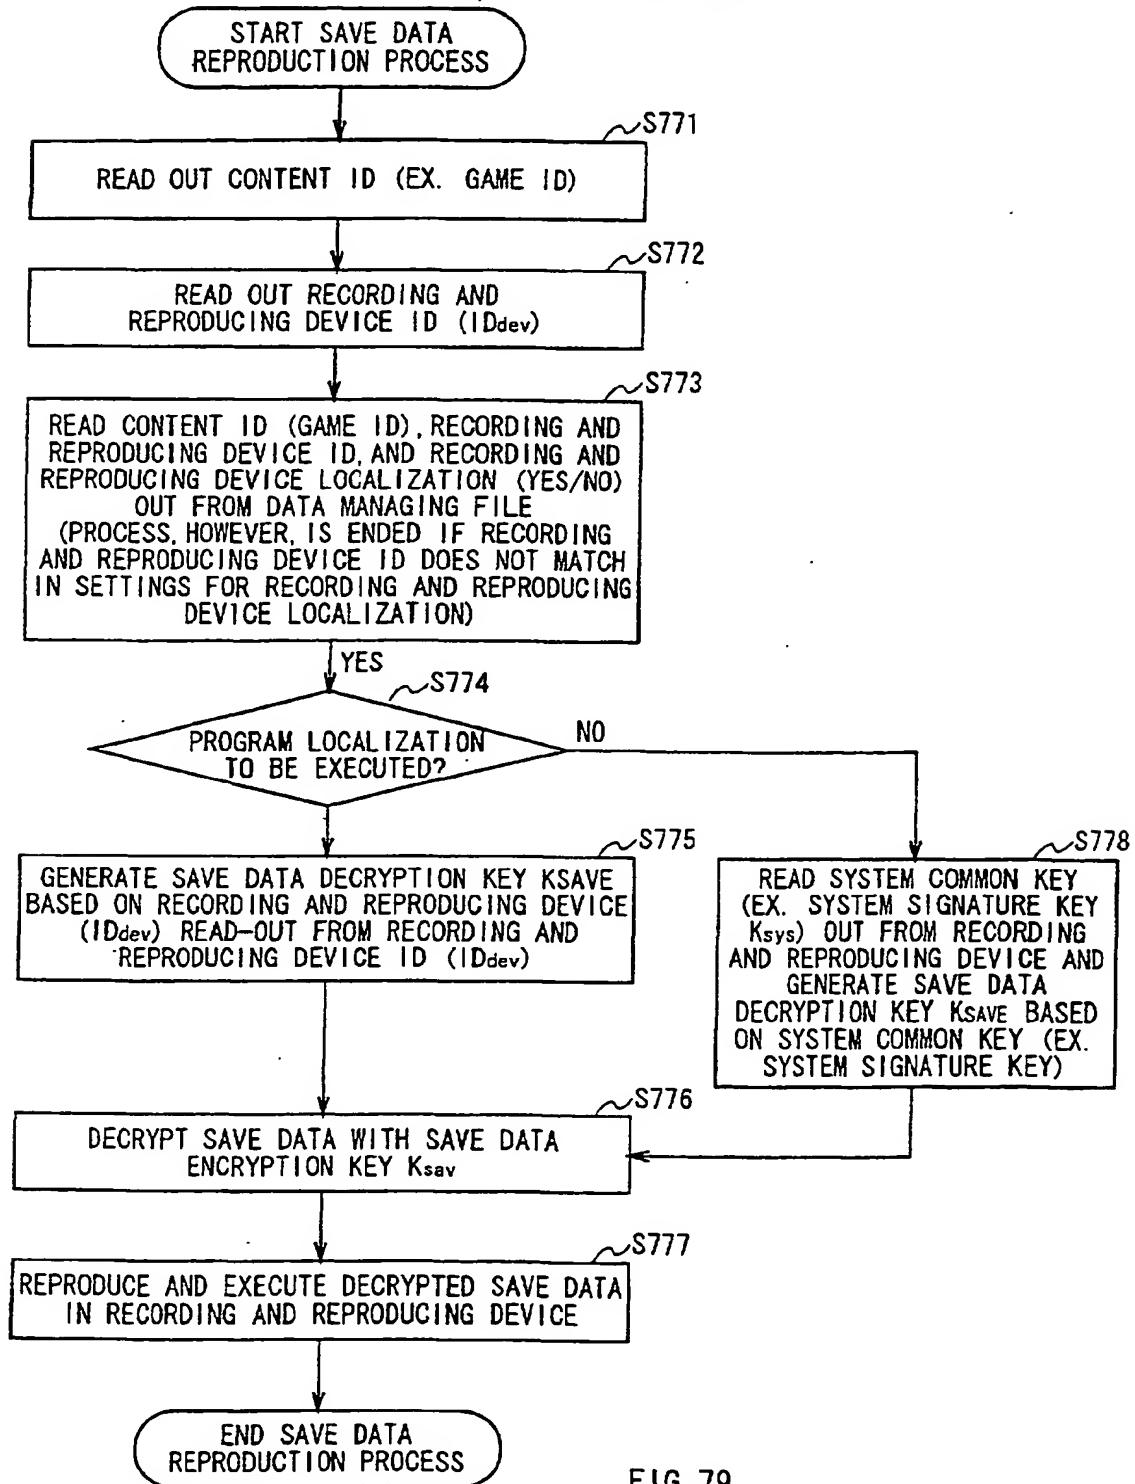 START SAVE DATA
REPRODUCTION PROCESS
S771
READ OUT CONTENT ID (EX. GAME ID)
S772
READ OUT RECORDING AND
REPRODUCING DEVICE ID (IDdev)
S773
READ CONTENT ID (GAME ID), RECORDING AND
REPRODUCING DEVICE ID, AND RECORDING AND
REPRODUCING DEVICE LOCALIZATION (YES/NO)
OUT FROM DATA MANAGING FILE
(PROCESS, HOWEVER, IS ENDED IF RECORDING
AND REPRODUCING DEVICE ID DOES NOT MATCH
IN SETTINGS FOR RECORDING AND REPRODUCING
DEVICE LOCALIZATION)
YES
S774
PROGRAM LOCALIZATION
TO BE EXECUTED?
NO
S775
GENERATE SAVE DATA DECRYPTION KEY KSAVE
BASED ON RECORDING AND REPRODUCING DEVICE
(IDdev) READ-OUT FROM RECORDING AND
REPRODUCING DEVICE ID (IDdev)
S778
READ SYSTEM COMMON KEY
(EX. SYSTEM SIGNATURE KEY
Ksys) OUT FROM RECORDING
AND REPRODUCING DEVICE AND
GENERATE SAVE DATA
DECRYPTION KEY KSAVE BASED
ON SYSTEM COMMON KEY (EX.
SYSTEM SIGNATURE KEY)
S776
DECRYPT SAVE DATA WITH SAVE DATA
ENCRYPTION KEY Ksav
S777
REPRODUCE AND EXECUTE DECRYPTED SAVE DATA
IN RECORDING AND REPRODUCING DEVICE
END SAVE DATA
REPRODUCTION PROCESS
FIG. 79